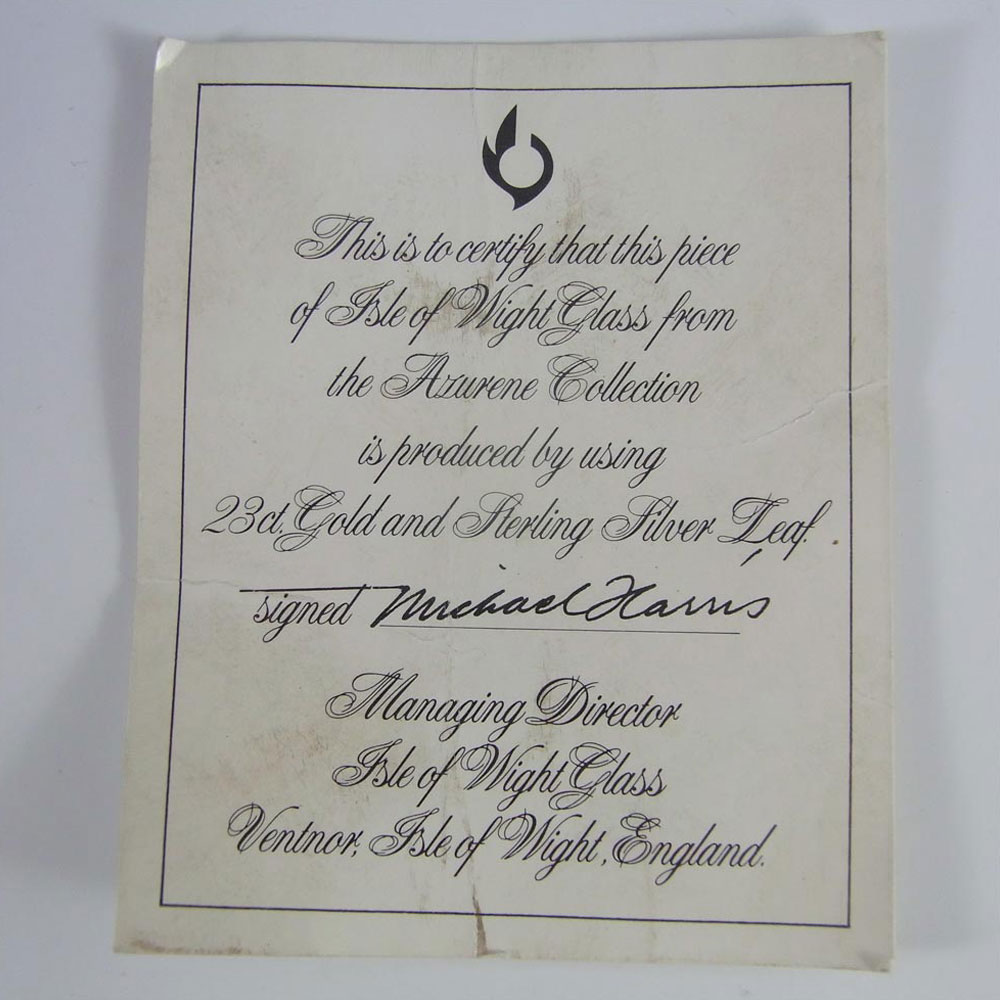 This is to certify that this piece
of Isle of Wight Glass from
the Azurene Collection
is produced by using
23ct. Gold and Sterling Silver Leaf.
signed Michael Harris
Managing Director
Isle of Wight Glass
Ventnor, Isle of Wight, England.